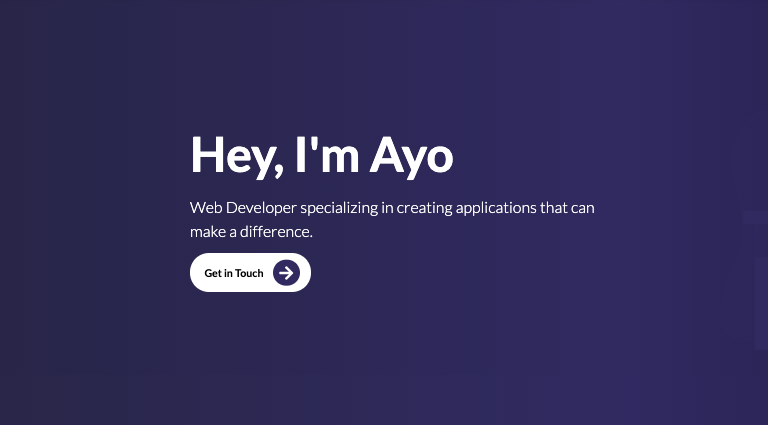 Hey, I'm Ayo
Web Developer specializing in creating applications that can
make a difference.
Get in Touch